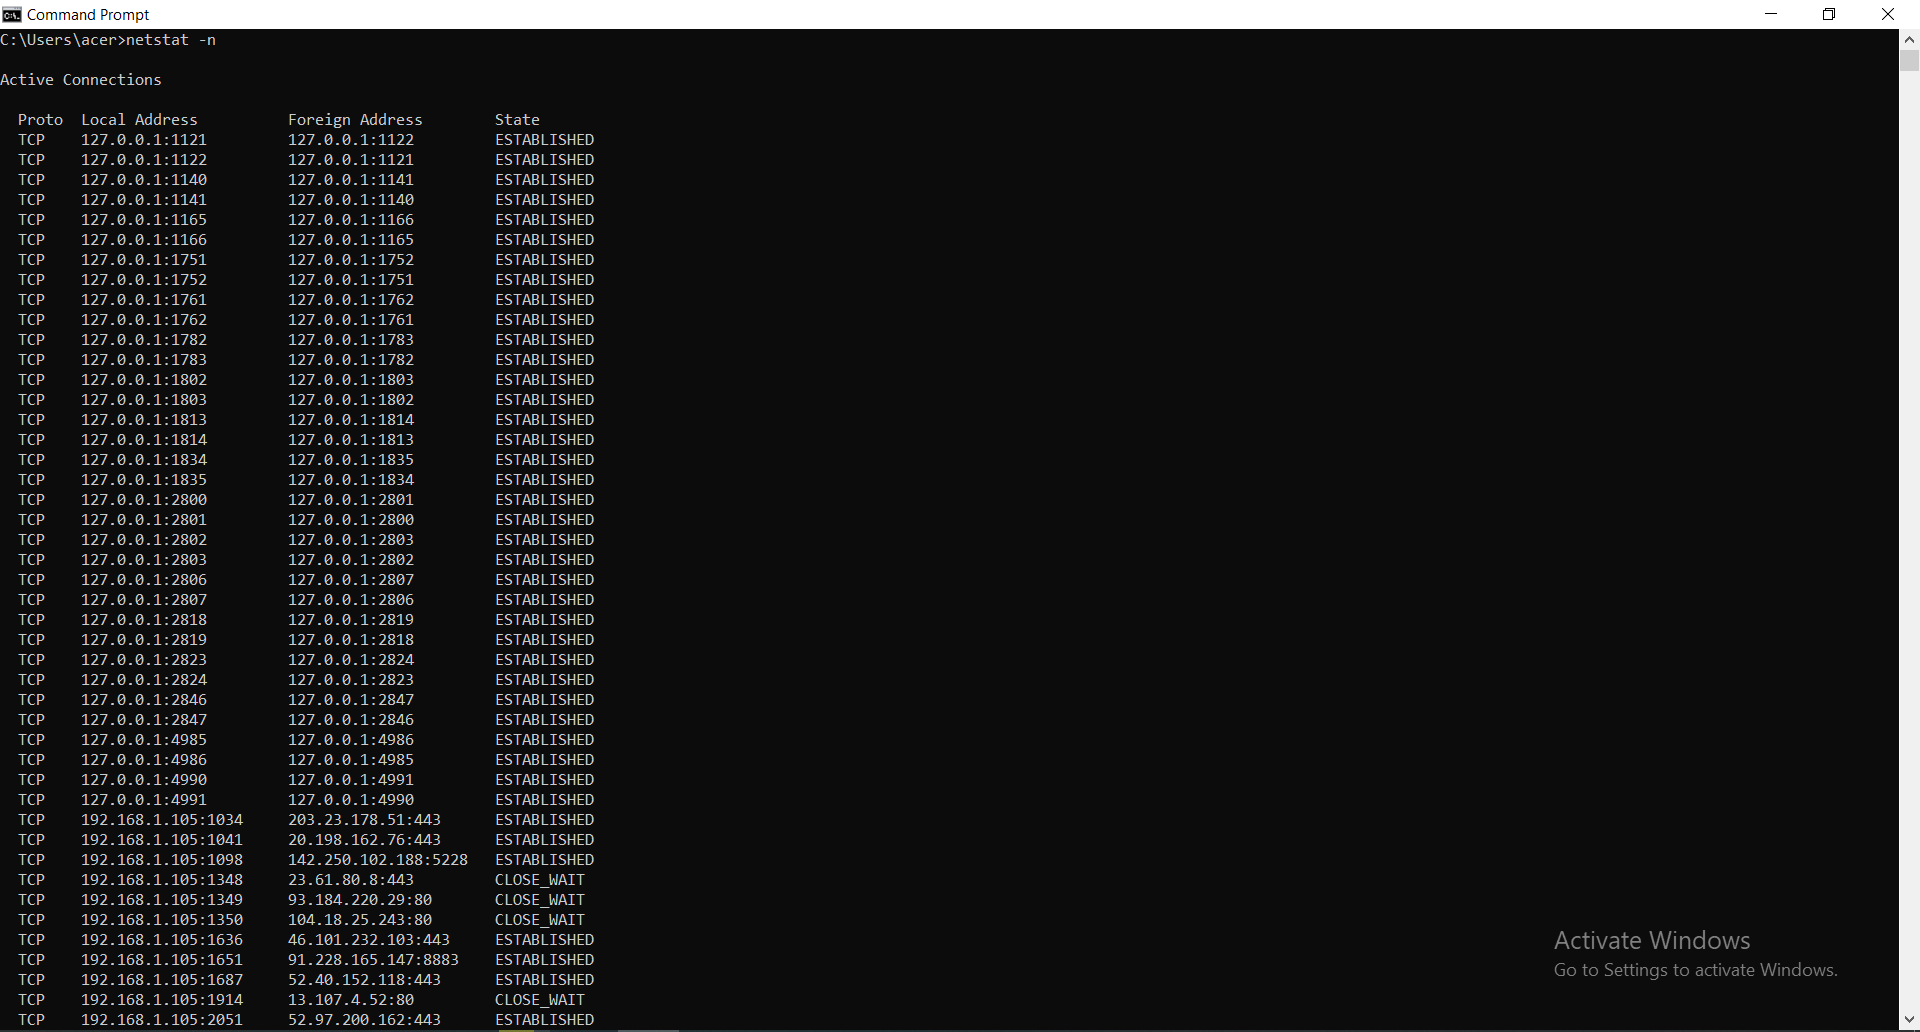 Command Prompt
C:\Users\acer>netstat -n
Active Connections
Proto  Local Address          Foreign Address        State
TCP    127.0.0.1:1121         127.0.0.1:1122         ESTABLISHED
TCP    127.0.0.1:1122         127.0.0.1:1121         ESTABLISHED
TCP    127.0.0.1:1140         127.0.0.1:1141         ESTABLISHED
TCP    127.0.0.1:1141         127.0.0.1:1140         ESTABLISHED
TCP    127.0.0.1:1165         127.0.0.1:1166         ESTABLISHED
TCP    127.0.0.1:1166         127.0.0.1:1165         ESTABLISHED
TCP    127.0.0.1:1751         127.0.0.1:1752         ESTABLISHED
TCP    127.0.0.1:1752         127.0.0.1:1751         ESTABLISHED
TCP    127.0.0.1:1761         127.0.0.1:1762         ESTABLISHED
TCP    127.0.0.1:1762         127.0.0.1:1761         ESTABLISHED
TCP    127.0.0.1:1782         127.0.0.1:1783         ESTABLISHED
TCP    127.0.0.1:1783         127.0.0.1:1782         ESTABLISHED
TCP    127.0.0.1:1802         127.0.0.1:1803         ESTABLISHED
TCP    127.0.0.1:1803         127.0.0.1:1802         ESTABLISHED
TCP    127.0.0.1:1813         127.0.0.1:1814         ESTABLISHED
TCP    127.0.0.1:1814         127.0.0.1:1813         ESTABLISHED
TCP    127.0.0.1:1834         127.0.0.1:1835         ESTABLISHED
TCP    127.0.0.1:1835         127.0.0.1:1834         ESTABLISHED
TCP    127.0.0.1:2800         127.0.0.1:2801         ESTABLISHED
TCP    127.0.0.1:2801         127.0.0.1:2800         ESTABLISHED
TCP    127.0.0.1:2802         127.0.0.1:2803         ESTABLISHED
TCP    127.0.0.1:2803         127.0.0.1:2802         ESTABLISHED
TCP    127.0.0.1:2806         127.0.0.1:2807         ESTABLISHED
TCP    127.0.0.1:2807         127.0.0.1:2806         ESTABLISHED
TCP    127.0.0.1:2818         127.0.0.1:2819         ESTABLISHED
TCP    127.0.0.1:2819         127.0.0.1:2818         ESTABLISHED
TCP    127.0.0.1:2823         127.0.0.1:2824         ESTABLISHED
TCP    127.0.0.1:2824         127.0.0.1:2823         ESTABLISHED
TCP    127.0.0.1:2846         127.0.0.1:2847         ESTABLISHED
TCP    127.0.0.1:2847         127.0.0.1:2846         ESTABLISHED
TCP    127.0.0.1:4985         127.0.0.1:4986         ESTABLISHED
TCP    127.0.0.1:4986         127.0.0.1:4985         ESTABLISHED
TCP    127.0.0.1:4990         127.0.0.1:4991         ESTABLISHED
TCP    127.0.0.1:4991         127.0.0.1:4990         ESTABLISHED
TCP    192.168.1.105:1034     203.23.178.51:443      ESTABLISHED
TCP    192.168.1.105:1041     20.198.162.76:443      ESTABLISHED
TCP    192.168.1.105:1098     142.250.102.188:5228   ESTABLISHED
TCP    192.168.1.105:1348     23.61.80.8:443         CLOSE_WAIT
TCP    192.168.1.105:1349     93.184.220.29:80       CLOSE_WAIT
TCP    192.168.1.105:1350     104.18.25.243:80       CLOSE_WAIT
TCP    192.168.1.105:1636     46.101.232.103:443     ESTABLISHED
TCP    192.168.1.105:1651     91.228.165.147:8883    ESTABLISHED
TCP    192.168.1.105:1687     52.40.152.118:443      ESTABLISHED
TCP    192.168.1.105:1914     13.107.4.52:80         CLOSE_WAIT
TCP    192.168.1.105:2051     52.97.200.162:443      ESTABLISHED
Activate Windows
Go to Settings to activate Windows.